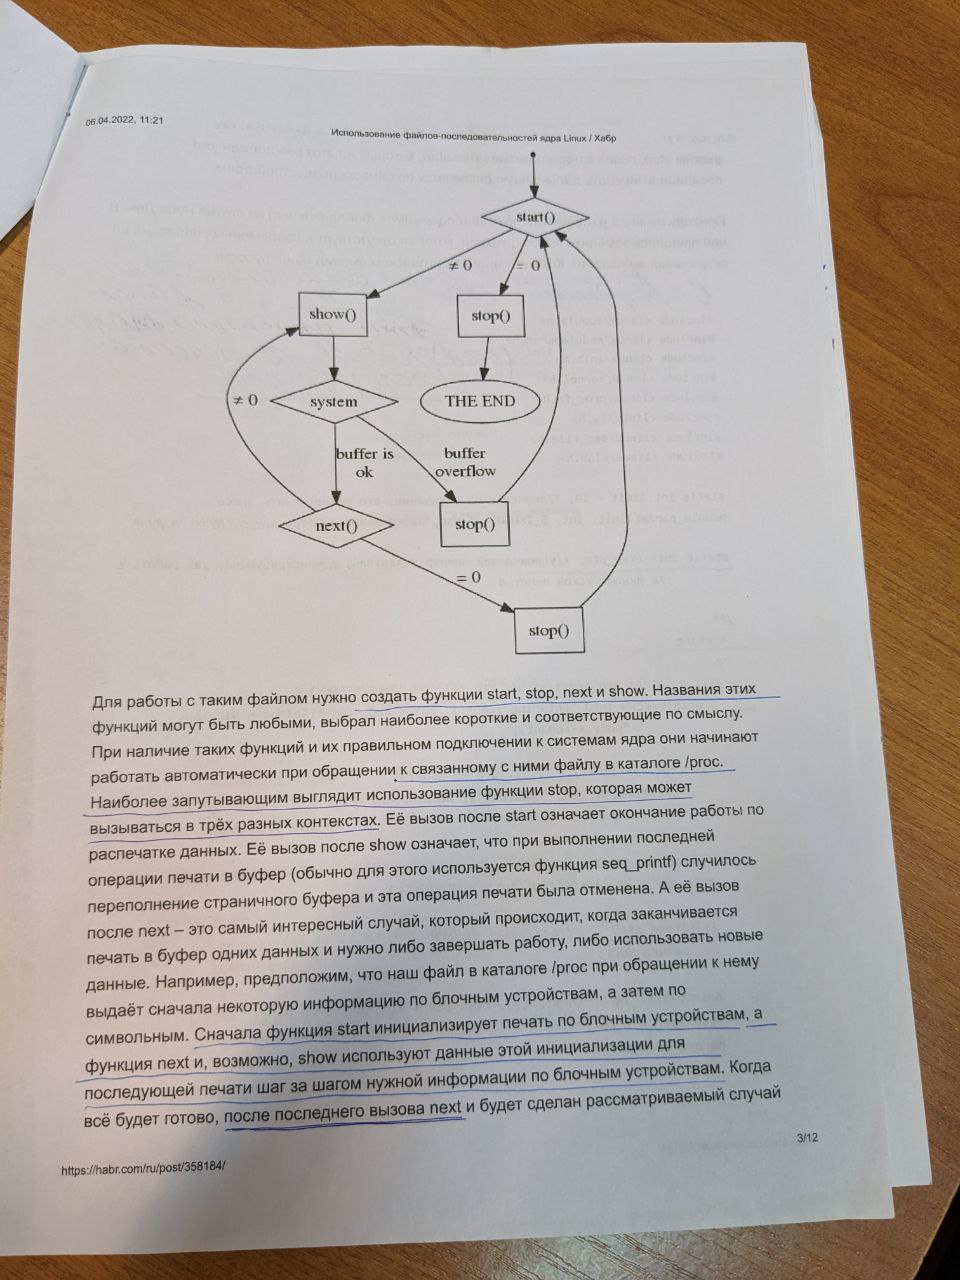 06.04.2022, 11:21
Использование файлов-последовательностей ядра Linux / Хабр
start()
≠ 0
= 0
show()
stop()
≠ 0
system
THE END
buffer is
ok
buffer
overflow
next()
stop()
= 0
stop()
Для работы с таким файлом нужно создать функции start, stop, next и show. Названия этих
функций могут быть любыми, выбрал наиболее короткие и соответствующие по смыслу.
При наличие таких функций и их правильном подключении к системам ядра они начинают
работать автоматически при обращении к связанному с ними файлу в каталоге /proc.
Наиболее запутывающим выглядит использование функции stop, которая может
вызываться в трёх разных контекстах. Её вызов после start означает окончание работы по
распечатке данных. Её вызов после show означает, что при выполнении последней
операции печати в буфер (обычно для этого используется функция seq_printf) случилось
переполнение страничного буфера и эта операция печати была отменена. А её вызов
после next – это самый интересный случай, который происходит, когда заканчивается
печать в буфер одних данных и нужно либо завершать работу, либо использовать новые
данные. Например, предположим, что наш файл в каталоге /proc при обращении к нему
выдаёт сначала некоторую информацию по блочным устройствам, а затем по
символьным. Сначала функция start инициализирует печать по блочным устройствам, а
функция next и, возможно, show используют данные этой инициализации для
последующей печати шаг за шагом нужной информации по блочным устройствам. Когда
всё будет готово, после последнего вызова next и будет сделан рассматриваемый случай
3/12
https://habr.com/ru/post/358184/